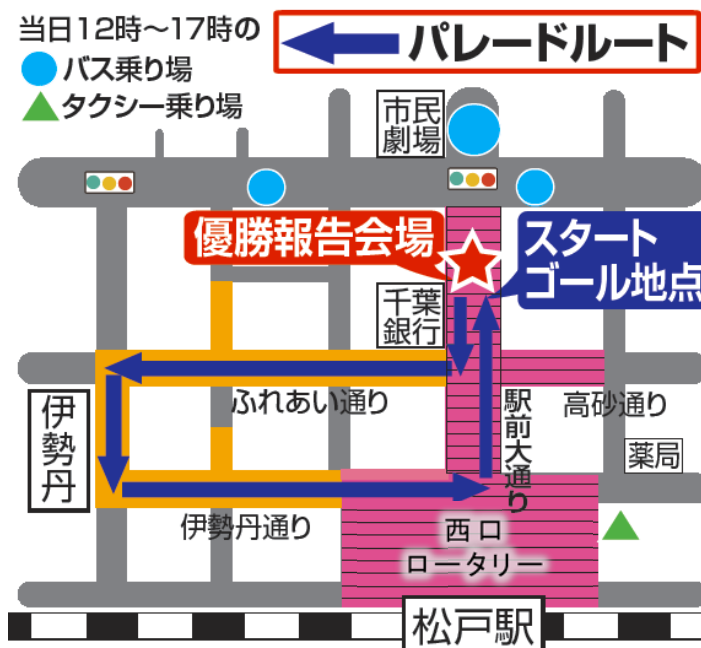 当日12時～17時の
バス乗り場
タクシー乗り場
パレードルート
市民
劇場
優勝報告会場
スタート
ゴール地点
千葉
銀行
伊勢丹
ふれあい通り
駅前大通り
高砂通り
薬局
伊勢丹通り
西口
ロータリー
松戸駅